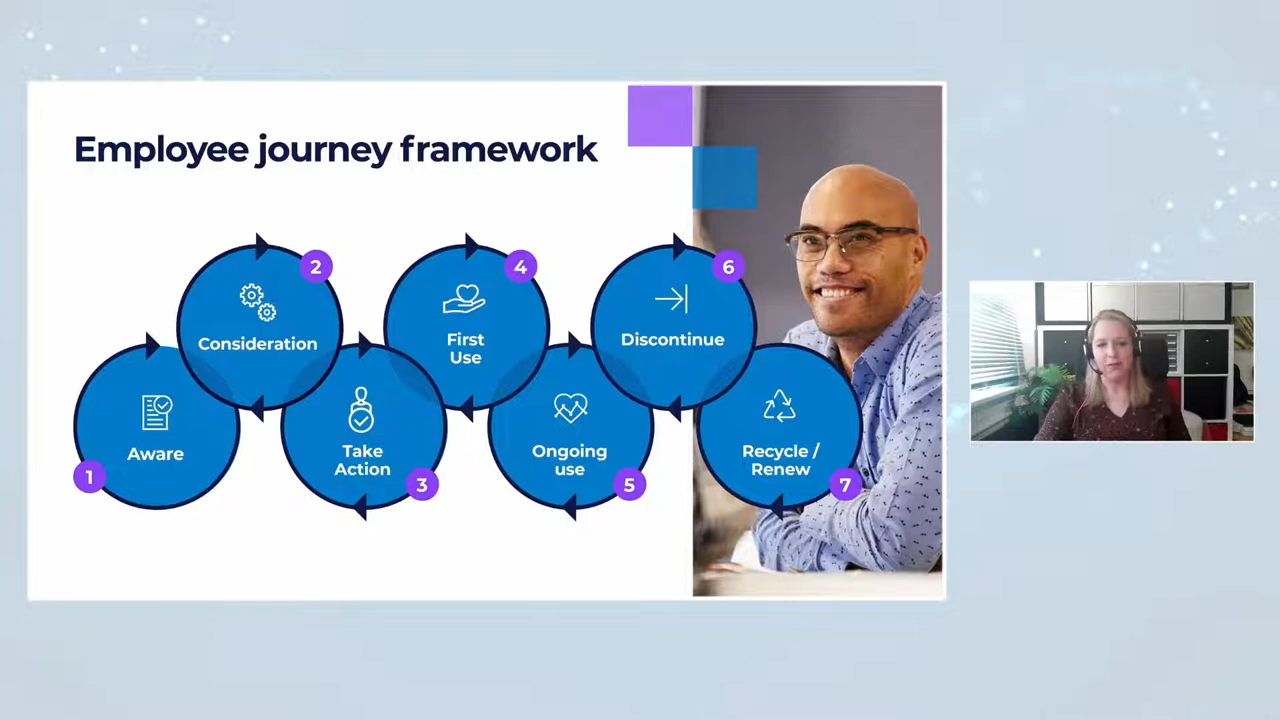 Employee journey framework
1
Aware
2
Consideration
3
Take
Action
4
First
Use
5
Ongoing
use
6
Discontinue
7
Recycle /
Renew